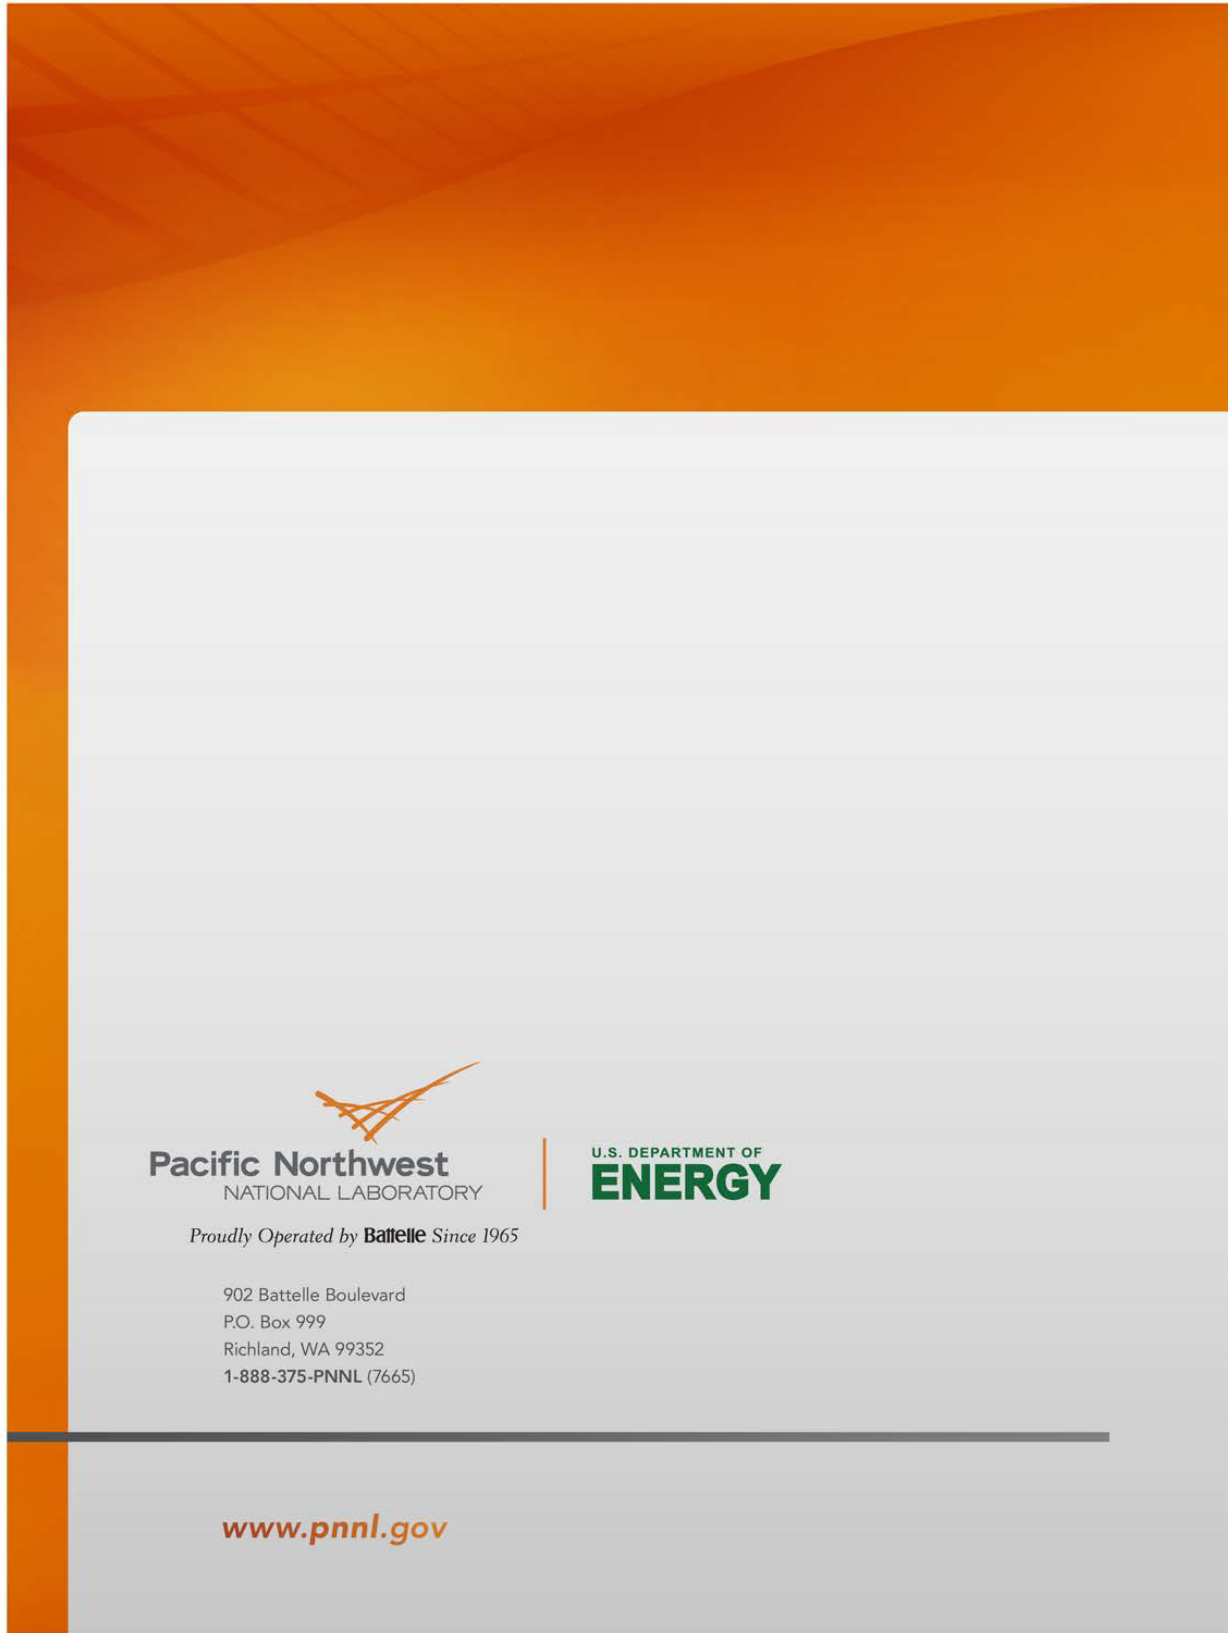 Pacific Northwest
NATIONAL LABORATORY
Proudly Operated by Battelle Since 1965
U.S. DEPARTMENT OF
ENERGY
902 Battelle Boulevard
P.O. Box 999
Richland, WA 99352
1-888-375-PNNL (7665)
www.pnnl.gov